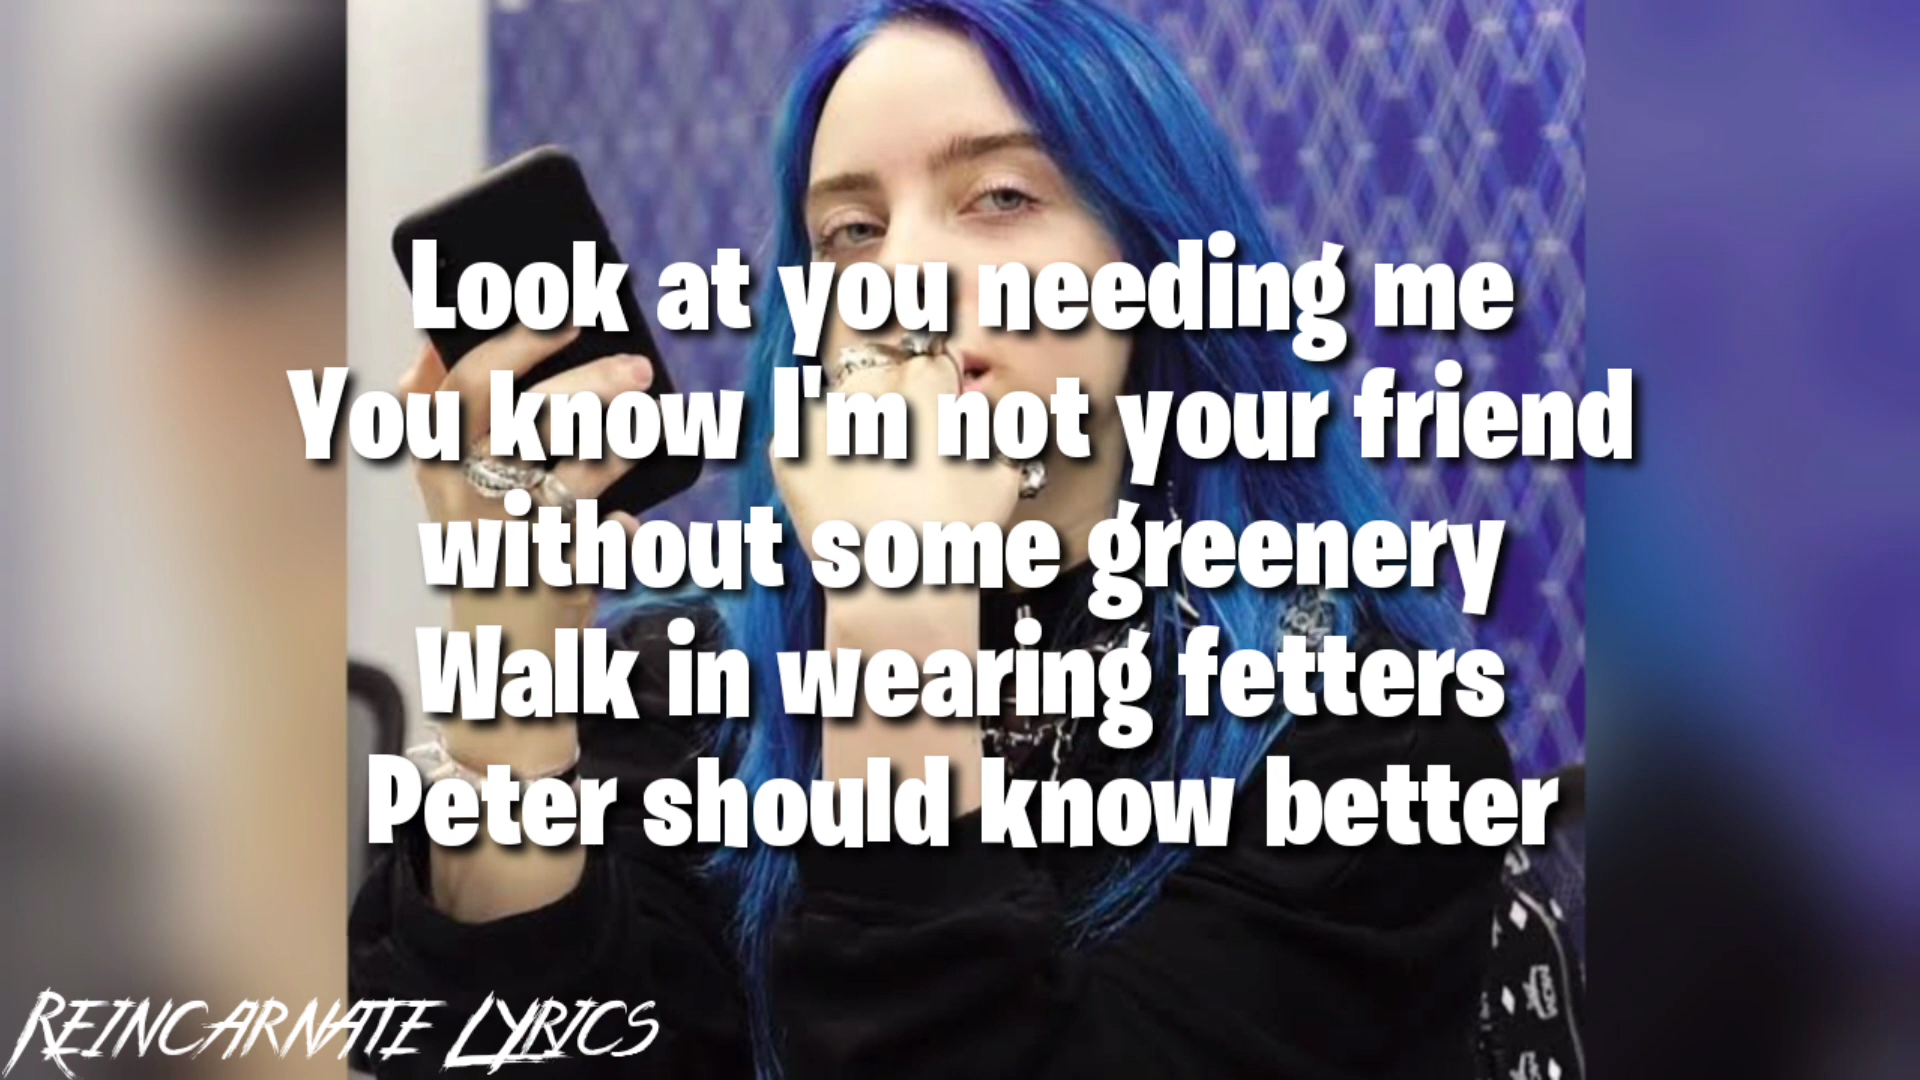 Look at you needing me
You know I'm not your friend
without some greenery
Walk in wearing fetters
Peter should know better
REINCARNATE LYRICS